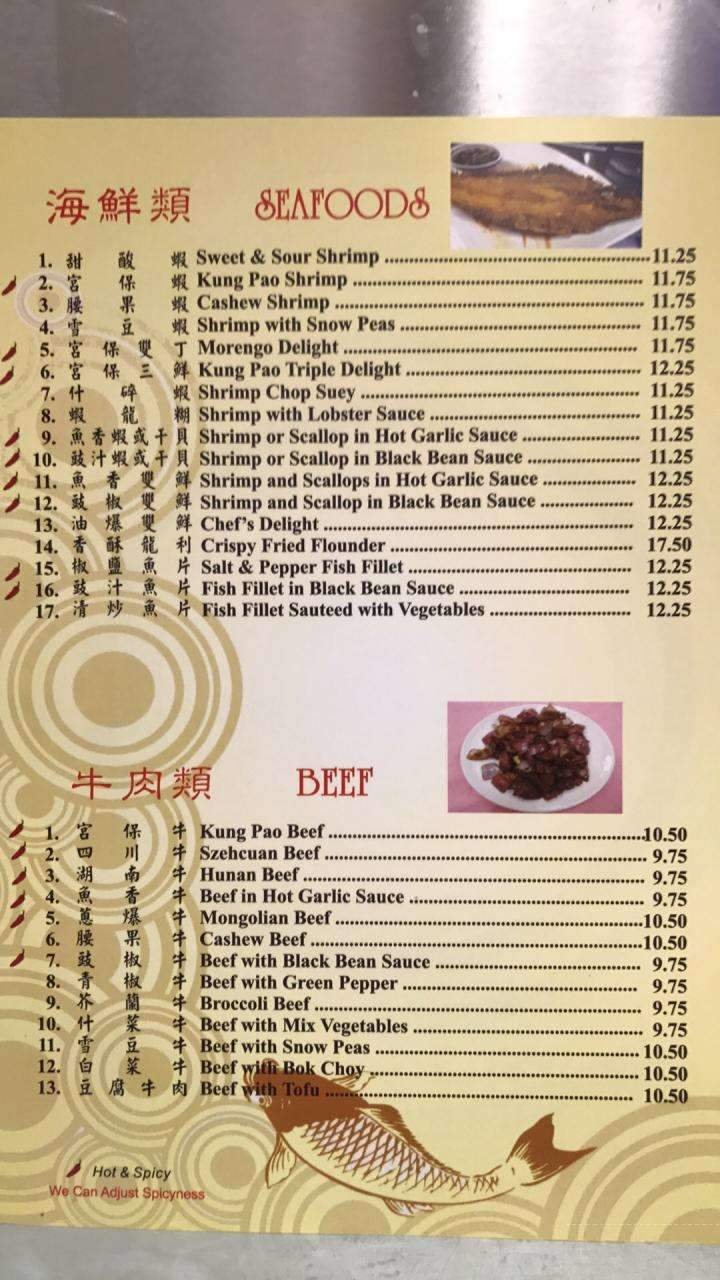 海鮮類 SEAFOODS
1. 甜酸蝦 Sweet & Sour Shrimp 11.25
2. 宮保蝦 Kung Pao Shrimp 11.75
3. 腰果蝦 Cashew Shrimp 11.75
4. 雪豆蝦 Shrimp with Snow Peas 11.75
5. 宮保雙丁 Morengo Delight 11.75
6. 宮保三鮮 Kung Pao Triple Delight 12.25
7. 什碎蝦 Shrimp Chop Suey 11.25
8. 蝦龍糊 Shrimp with Lobster Sauce 11.25
9. 魚香蝦或干貝 Shrimp or Scallop in Hot Garlic Sauce 11.25
10. 豉汁蝦或干貝 Shrimp or Scallop in Black Bean Sauce 11.25
11. 魚香雙鮮 Shrimp and Scallops in Hot Garlic Sauce 12.25
12. 豉椒雙鮮 Shrimp and Scallop in Black Bean Sauce 12.25
13. 油爆雙鮮 Chef's Delight 12.25
14. 香酥龍利 Crispy Fried Flounder 17.50
15. 椒鹽魚片 Salt & Pepper Fish Fillet 12.25
16. 豉汁魚片 Fish Fillet in Black Bean Sauce 12.25
17. 清炒魚片 Fish Fillet Sauteed with Vegetables 12.25
牛肉類 BEEF
1. 宮保牛 Kung Pao Beef 10.50
2. 四川牛 Szehcuan Beef 9.75
3. 湖南牛 Hunan Beef 9.75
4. 魚香牛 Beef in Hot Garlic Sauce 9.75
5. 蔥爆牛 Mongolian Beef 10.50
6. 腰果牛 Cashew Beef 10.50
7. 豉椒牛 Beef with Black Bean Sauce 9.75
8. 青椒牛 Beef with Green Pepper 9.75
9. 芥蘭牛 Broccoli Beef 9.75
10. 什菜牛 Beef with Mix Vegetables 9.75
11. 雪豆牛 Beef with Snow Peas 10.50
12. 白菜牛 Beef with Bok Choy 10.50
13. 豆腐牛肉 Beef with Tofu 10.50
Hot & Spicy
We Can Adjust Spicyness